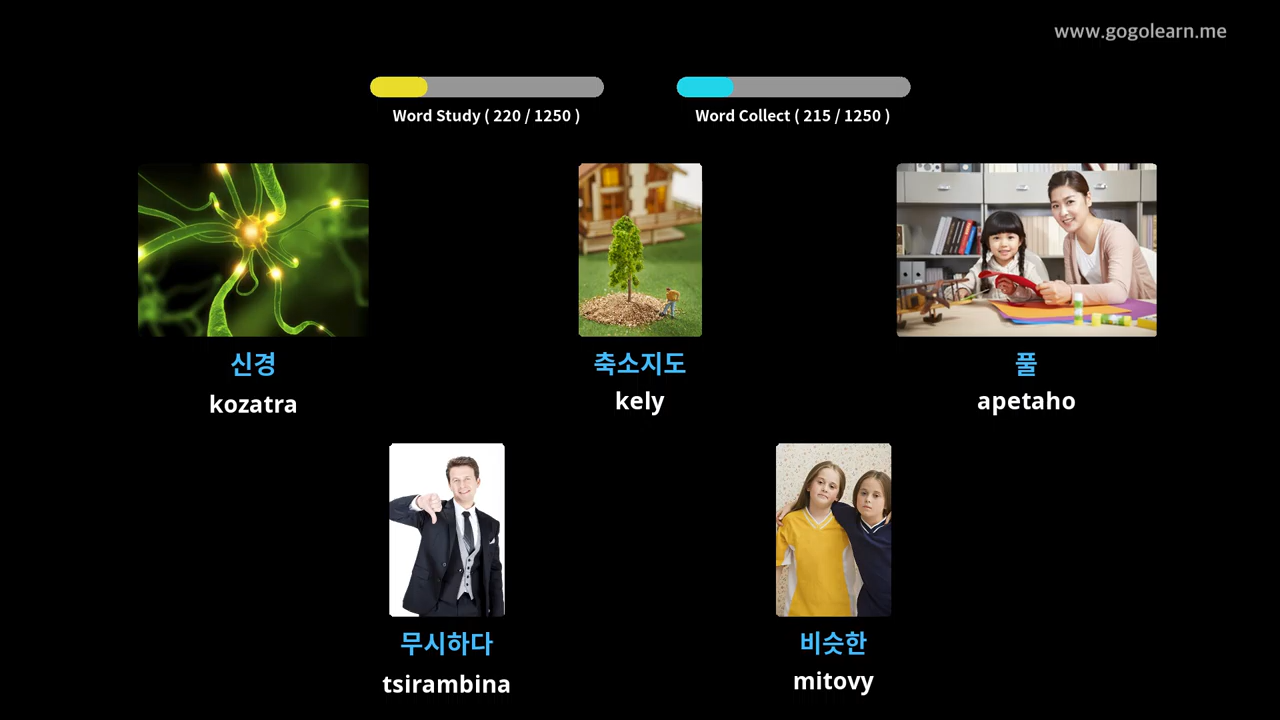 www.gogolearn.me
Word Study ( 220 / 1250 )
Word Collect ( 215 / 1250 )
신경
kozatra
축소지도
kely
풀
apetaho
무시하다
tsirambina
비슷한
mitovy